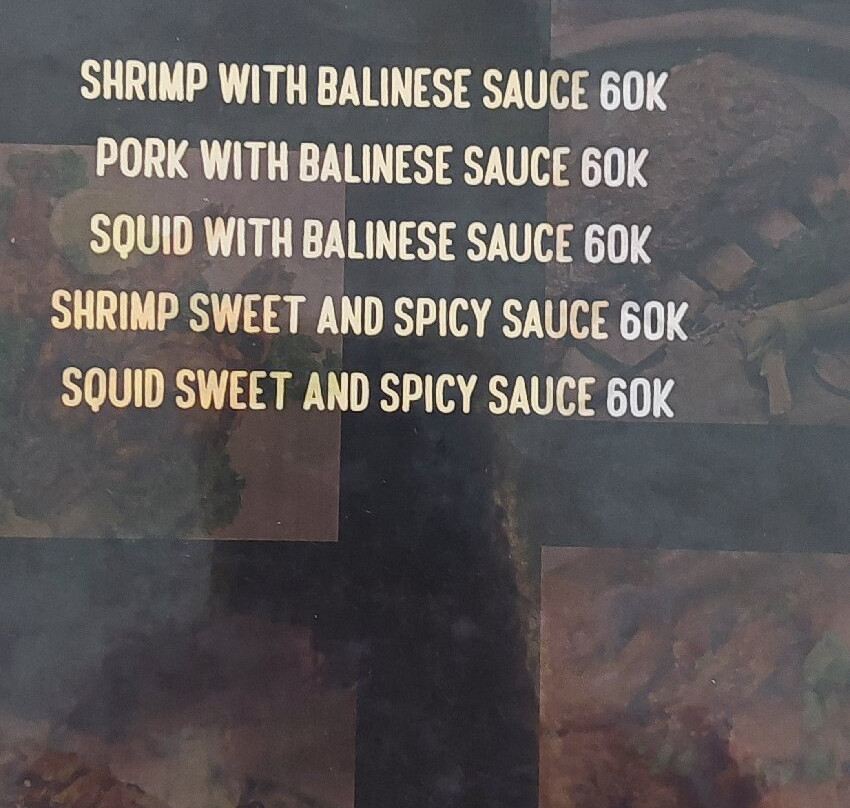 SHRIMP WITH BALINESE SAUCE 60K
PORK WITH BALINESE SAUCE 60K
SQUID WITH BALINESE SAUCE 60K
SHRIMP SWEET AND SPICY SAUCE 60K
SQUID SWEET AND SPICY SAUCE 60K